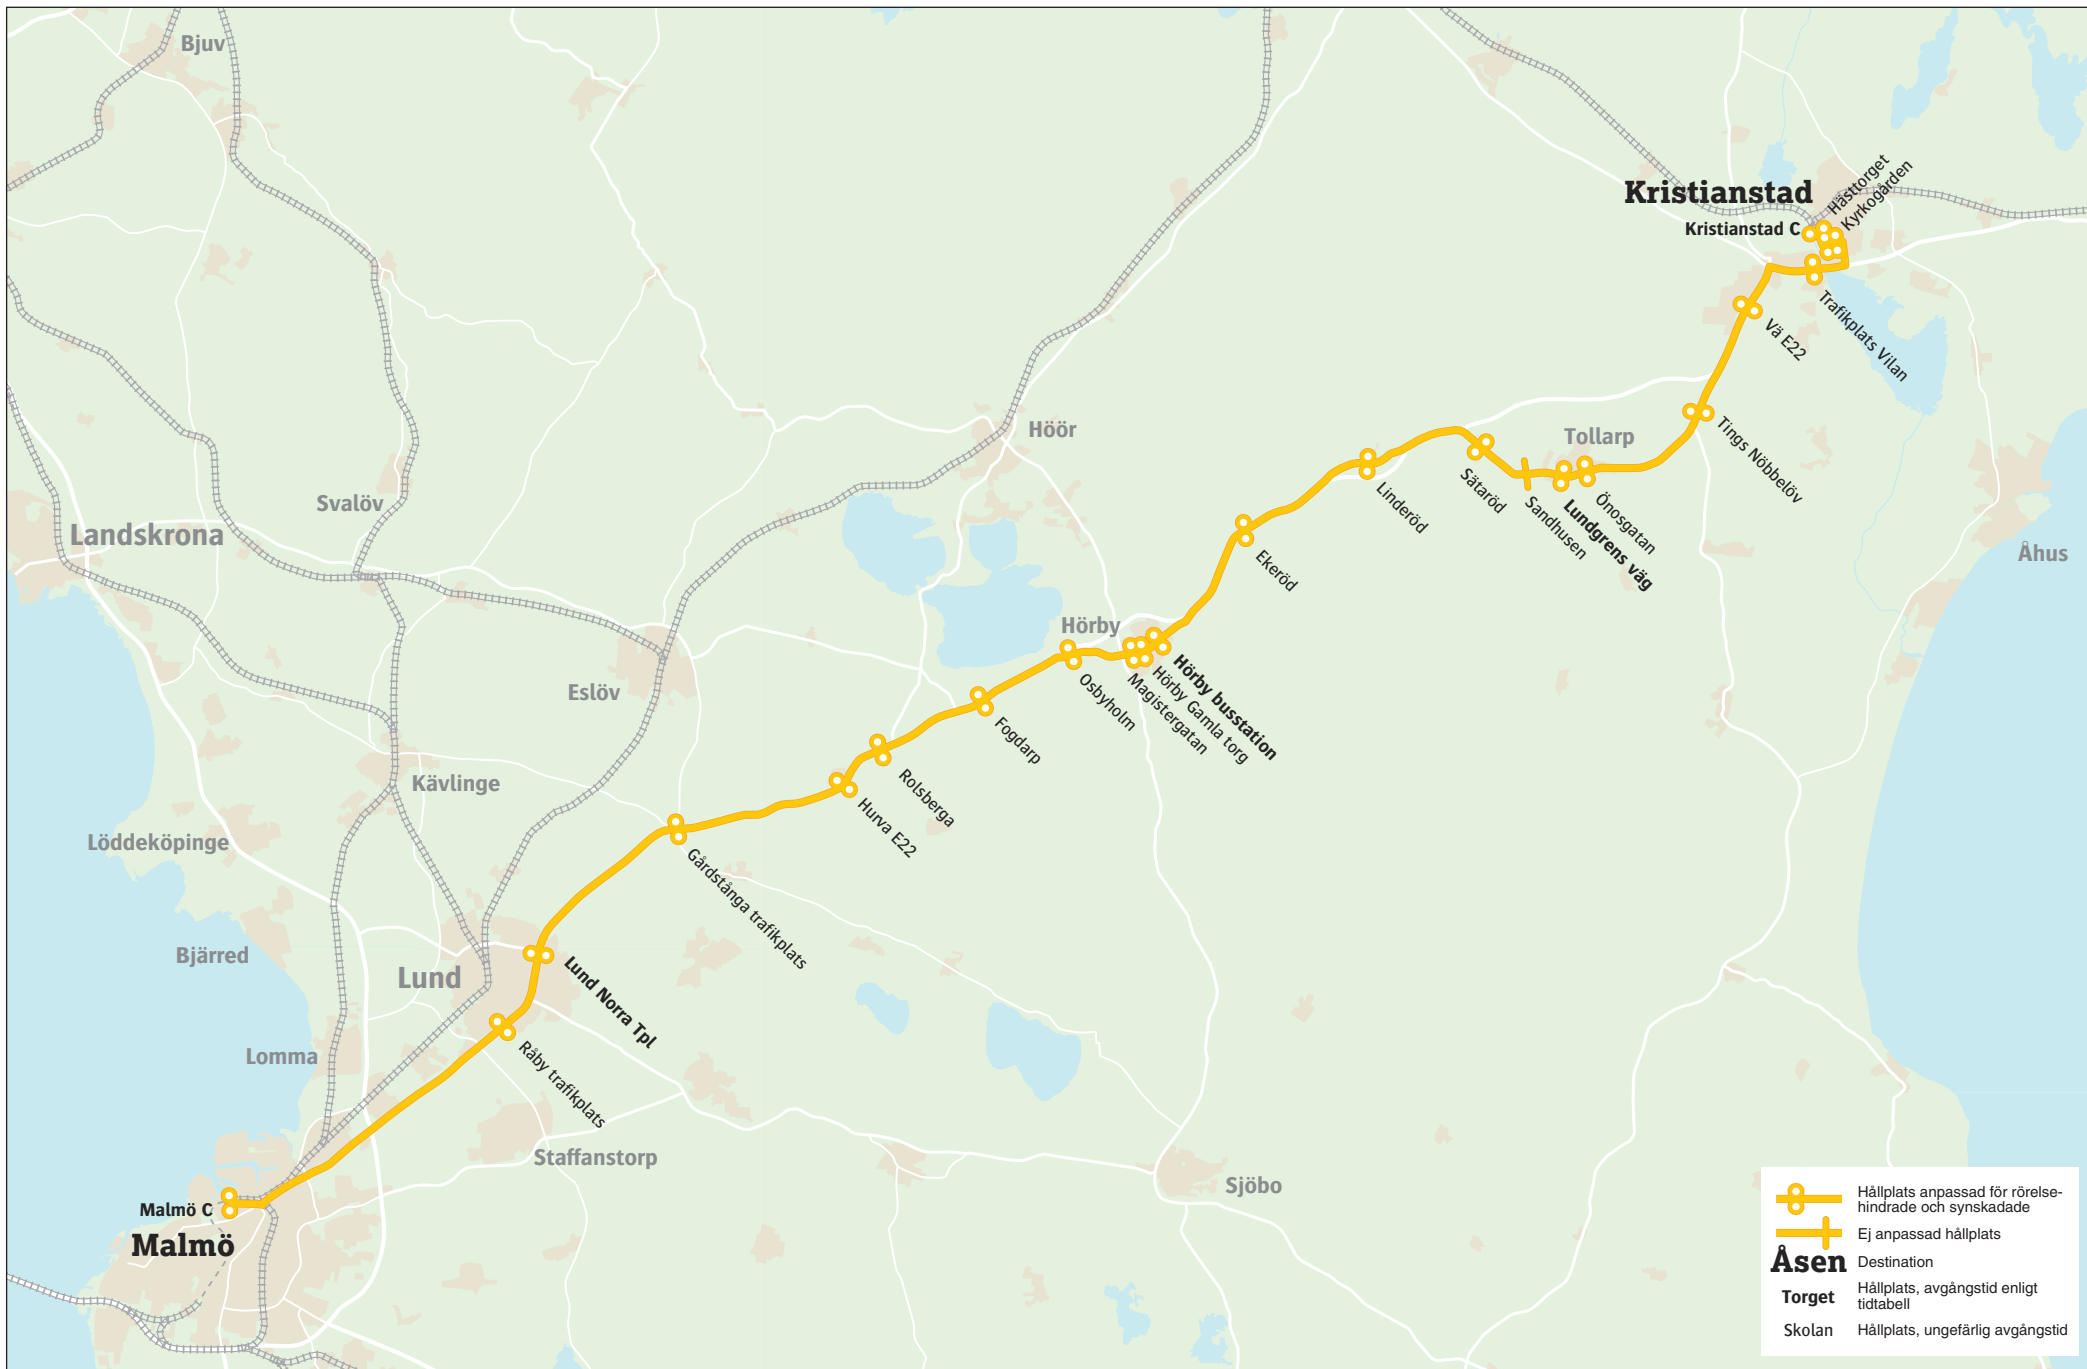 Bjuv
Hästtorget
Kyrkogården
Kristianstad
Kristianstad C
Trafikplats Vilan
Vä E22
Tings Nöbbelöv
Tollarp
Höör
Önosgatan
Lundgrens väg
Sandhusen
Sätaröd
Linderöd
Ekeröd
Svalöv
Landskrona
Åhus
Hörby
Hörby busstation
Hörby Gamla torg
Magistergatan
Osbyholm
Eslöv
Fogdarp
Rolsberga
Hurva E22
Kävlinge
Löddeköpinge
Gårdstånga trafikplats
Bjärred
Lund
Lund Norra Tpl
Råby trafikplats
Lomma
Staffanstorp
Sjöbo
Malmö C
Malmö
Hållplats anpassad för rörelse-
hindrade och synskadade
Ej anpassad hållplats
Åsen Destination
Torget Hållplats, avgångstid enligt
tidtabell
Skolan Hållplats, ungefärlig avgångstid